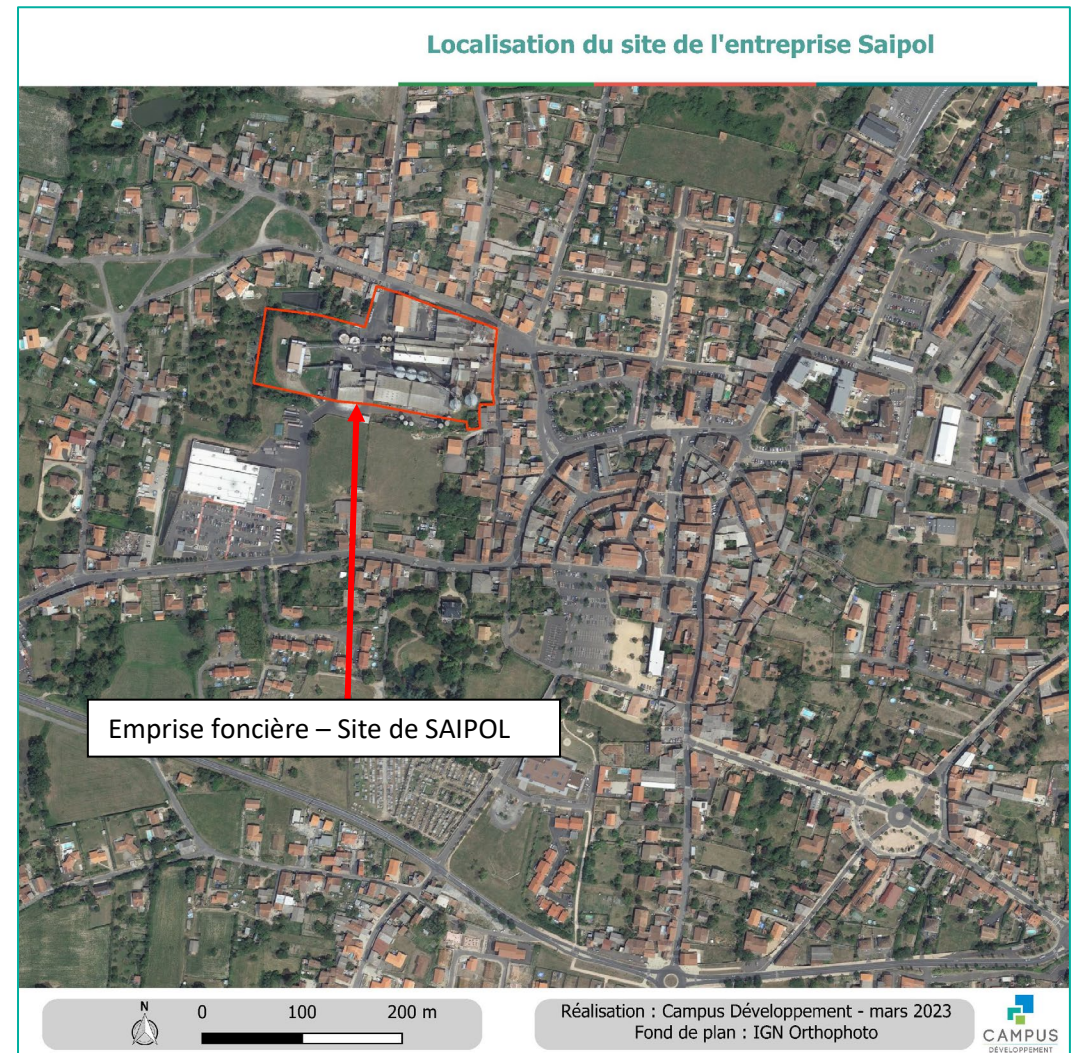 Localisation du site de l'entreprise Saipol
Emprise foncière – Site de SAIPOL
N
0 100 200 m
Réalisation : Campus Développement - mars 2023
Fond de plan : IGN Orthophoto
CAMPUS
DÉVELOPPEMENT